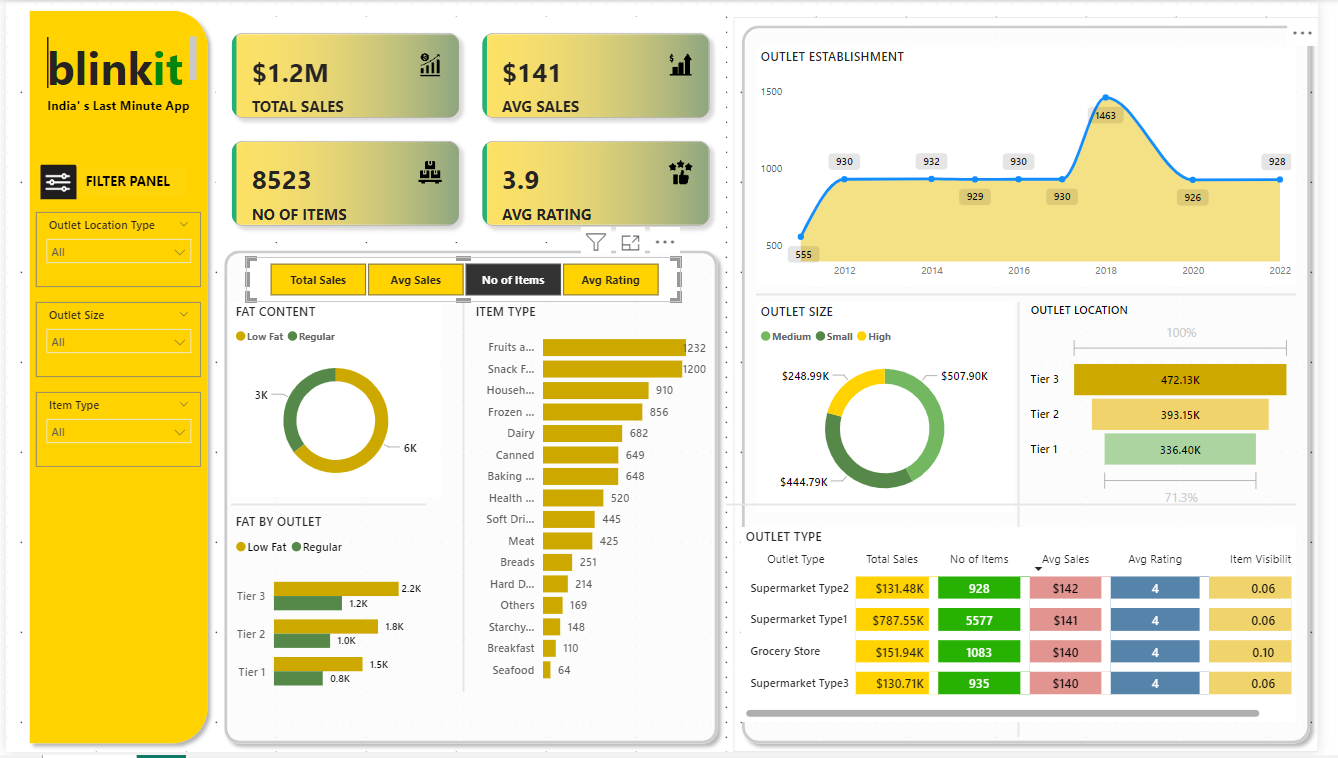 blinkit
India' s Last Minute App
FILTER PANEL
Outlet Location Type
All
Outlet Size
All
Item Type
All
$1.2M
TOTAL SALES
$141
AVG SALES
8523
NO OF ITEMS
3.9
AVG RATING
Total Sales Avg Sales No of Items Avg Rating
FAT CONTENT
Low Fat Regular
3K
6K
FAT BY OUTLET
Low Fat Regular
Tier 3 2.2K
1.2K
Tier 2 1.8K
1.0K
Tier 1 1.5K
0.8K
ITEM TYPE
Fruits a... 1232
Snack F... 1200
Househ... 910
Frozen ... 856
Dairy 682
Canned 649
Baking ... 648
Health ... 520
Soft Dri... 445
Meat 425
Breads 251
Hard D... 214
Others 169
Starchy... 148
Breakfast 110
Seafood 64
OUTLET ESTABLISHMENT
1500
1000
500
555 930 932 929 930 930 1463 926 928
2012 2014 2016 2018 2020 2022
OUTLET SIZE
Medium Small High
$248.99K $507.90K
$444.79K
OUTLET LOCATION
100%
Tier 3 472.13K
Tier 2 393.15K
Tier 1 336.40K
71.3%
OUTLET TYPE
Outlet Type Total Sales No of Items Avg Sales Avg Rating Item Visibilit
Supermarket Type2 $131.48K 928 $142 4 0.06
Supermarket Type1 $787.55K 5577 $141 4 0.06
Grocery Store $151.94K 1083 $140 4 0.10
Supermarket Type3 $130.71K 935 $140 4 0.06